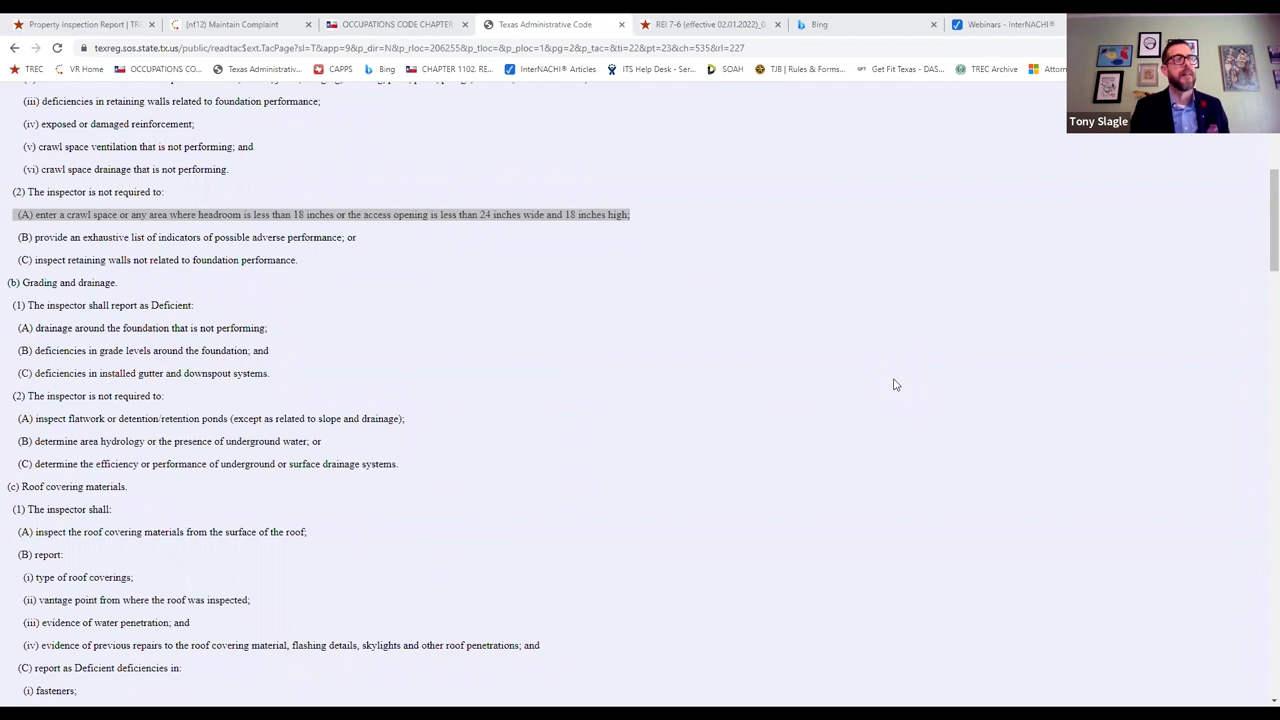 Property Inspection Report | TRE
(nf12) Maintain Complaint
OCCUPATIONS CODE CHAPTER
Texas Administrative Code
REI 7-6 (effective 02.01.2022)_0
Bing
Webinars - InterNACHI®
texreg.sos.state.tx.us/public/readtac$ext.TacPage?sl=T&app=9&p_dir=N&p_rloc=206255&p_tloc=&p_ploc=1&pg=2&p_tac=&ti=22&pt=23&ch=535&rl=227
TREC
VR Home
OCCUPATIONS CO...
Texas Administrativ...
CAPPS
Bing
CHAPTER 1102. RE...
InterNACHI® Articles
ITS Help Desk - Ser...
SOAH
TJB | Rules & Forms...
Get Fit Texas - DAS...
TREC Archive
Attorn
Tony Slagle
(iii) deficiencies in retaining walls related to foundation performance;
(iv) exposed or damaged reinforcement;
(v) crawl space ventilation that is not performing; and
(vi) crawl space drainage that is not performing.
(2) The inspector is not required to:
(A) enter a crawl space or any area where headroom is less than 18 inches or the access opening is less than 24 inches wide and 18 inches high;
(B) provide an exhaustive list of indicators of possible adverse performance; or
(C) inspect retaining walls not related to foundation performance.
(b) Grading and drainage.
(1) The inspector shall report as Deficient:
(A) drainage around the foundation that is not performing;
(B) deficiencies in grade levels around the foundation; and
(C) deficiencies in installed gutter and downspout systems.
(2) The inspector is not required to:
(A) inspect flatwork or detention/retention ponds (except as related to slope and drainage);
(B) determine area hydrology or the presence of underground water; or
(C) determine the efficiency or performance of underground or surface drainage systems.
(c) Roof covering materials.
(1) The inspector shall:
(A) inspect the roof covering materials from the surface of the roof;
(B) report:
(i) type of roof coverings;
(ii) vantage point from where the roof was inspected;
(iii) evidence of water penetration; and
(iv) evidence of previous repairs to the roof covering material, flashing details, skylights and other roof penetrations; and
(C) report as Deficient deficiencies in:
(i) fasteners;